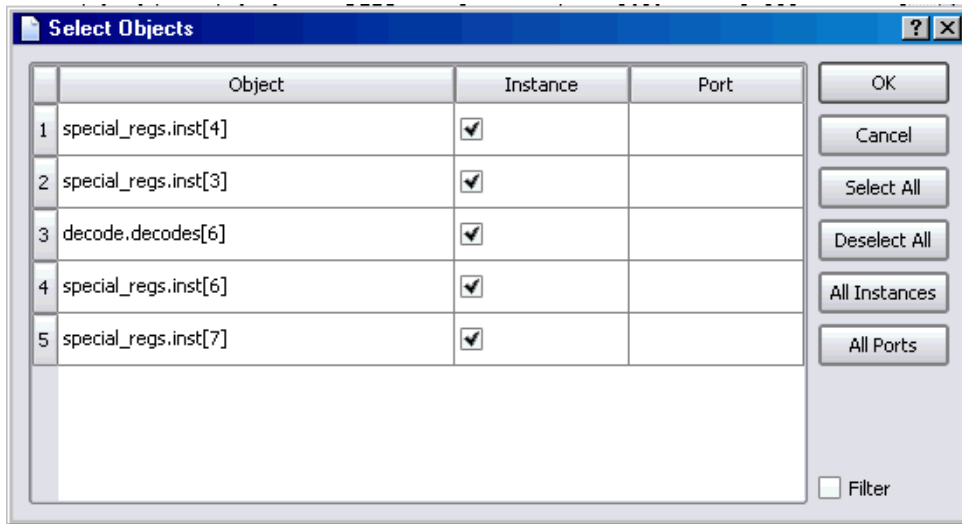 Select Objects
Object Instance Port
1 special_regs.inst[4]
2 special_regs.inst[3]
3 decode.decodes[6]
4 special_regs.inst[6]
5 special_regs.inst[7]
OK
Cancel
Select All
Deselect All
All Instances
All Ports
Filter